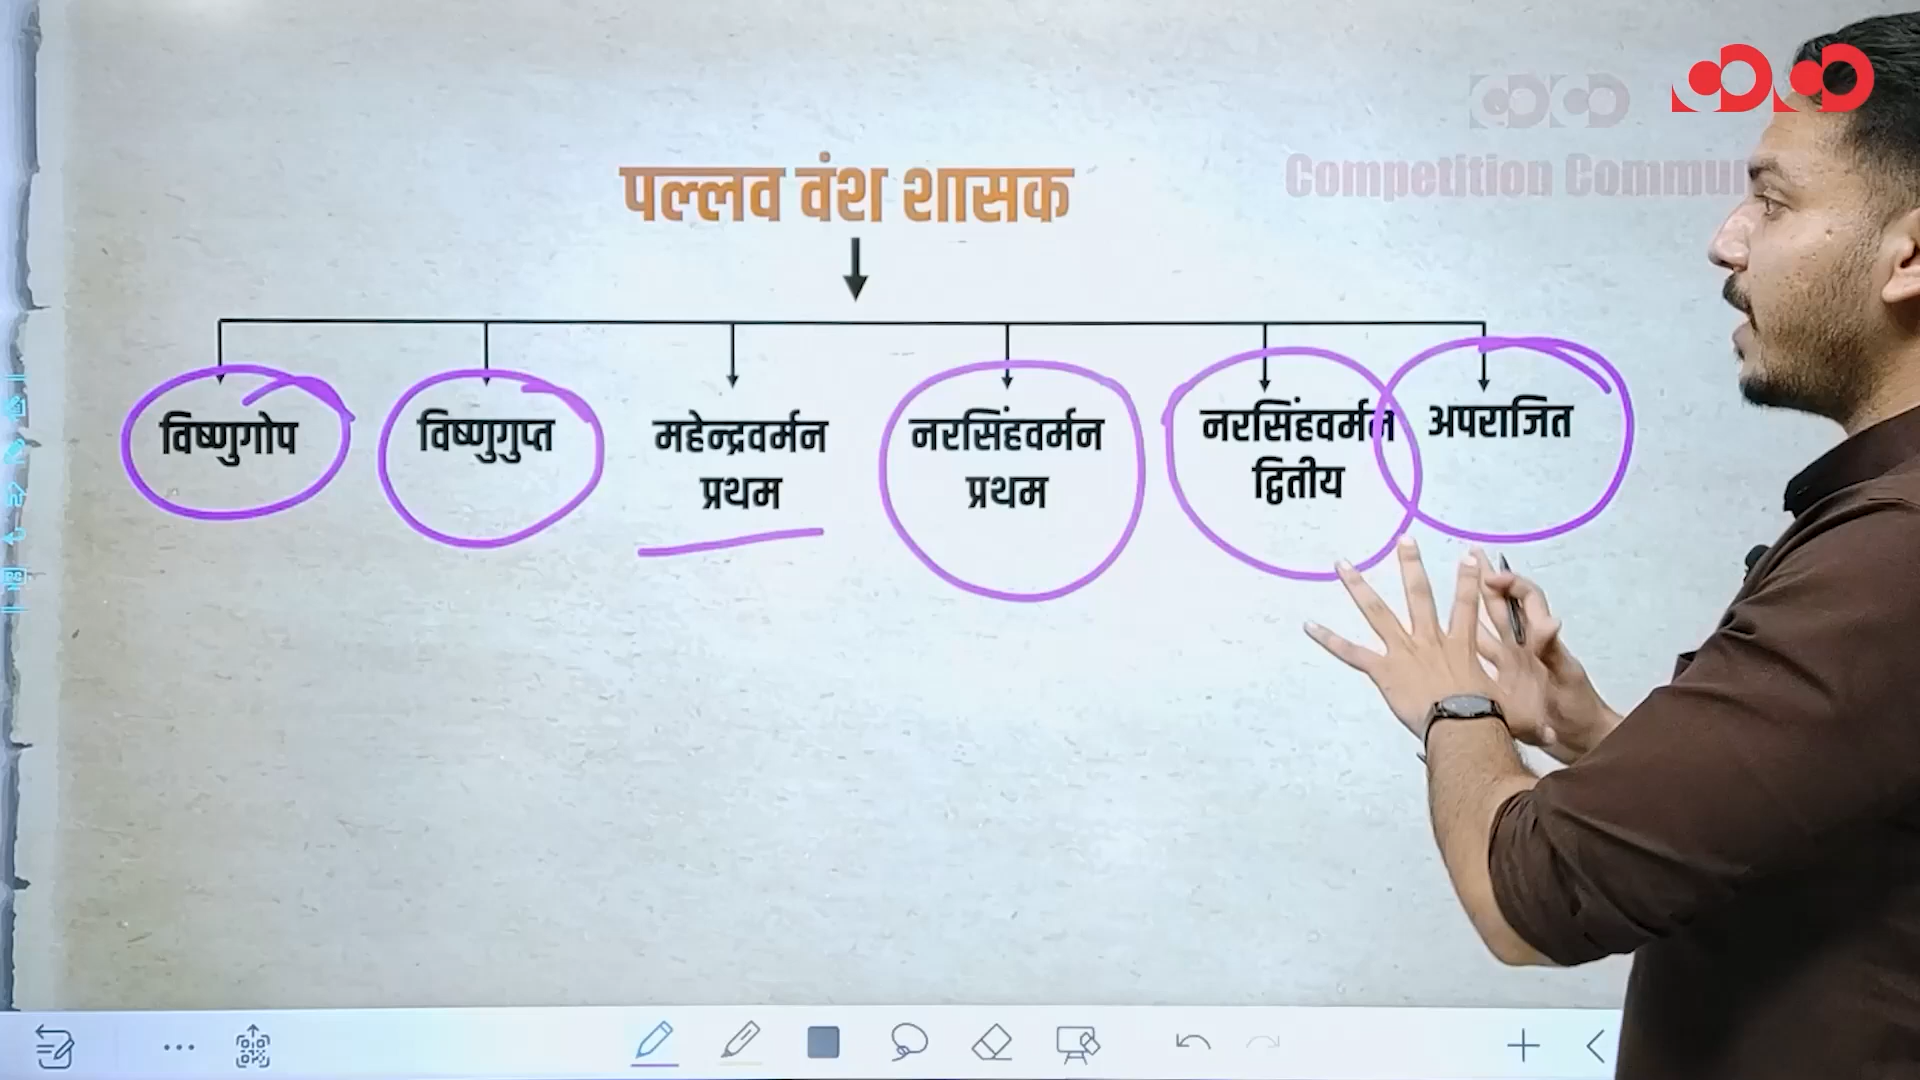 Competition Commun
पल्लव वंश शासक
विष्णुगोप
विष्णुगुप्त
महेन्द्रवर्मन
प्रथम
नरसिंहवर्मन
प्रथम
नरसिंहवर्मन
द्वितीय
अपराजित